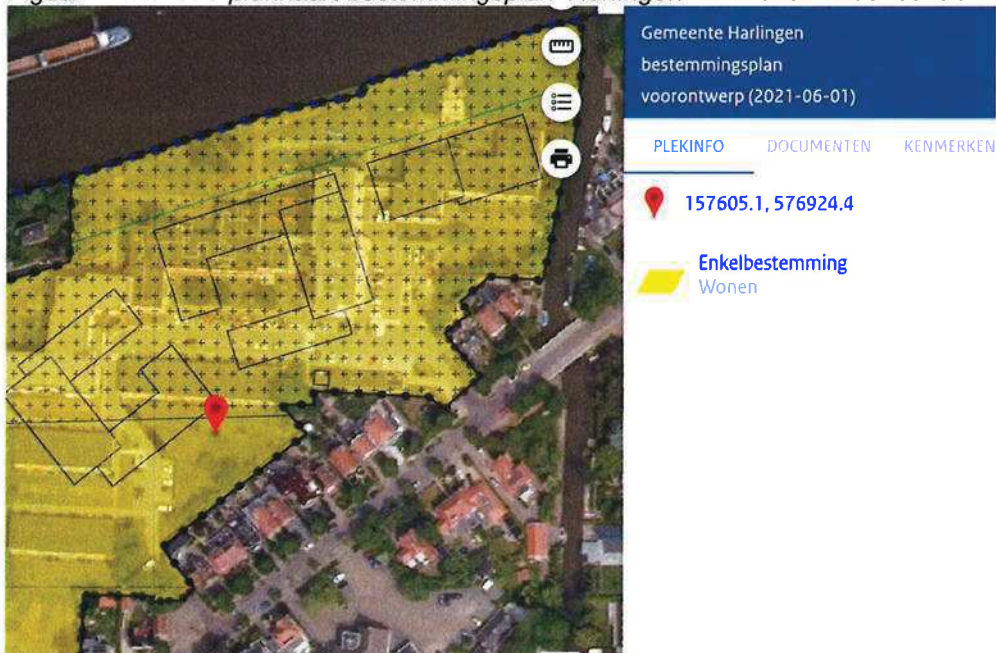 Gemeente Harlingen
bestemmingsplan
voorontwerp (2021-06-01)
PLEKINFO DOCUMENTEN KENMERKEN
157605.1, 576924.4
Enkelbestemming
Wonen